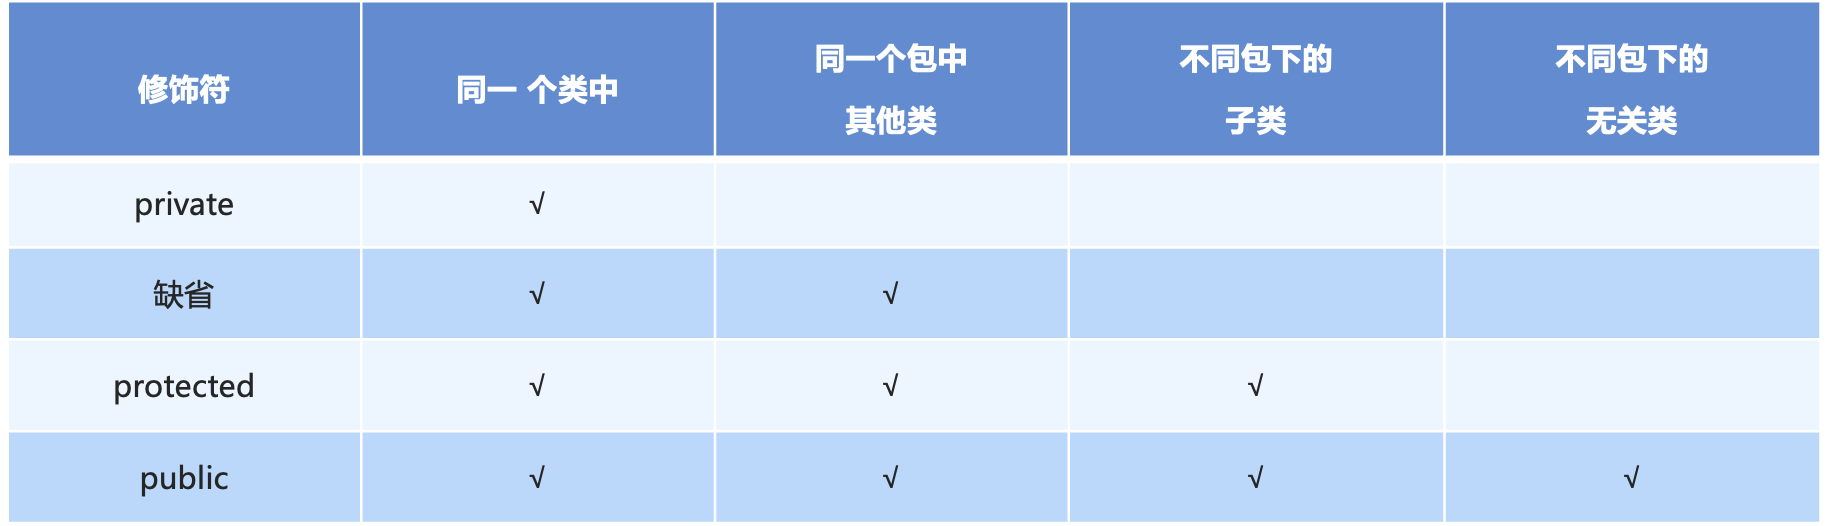 修饰符
同一 个类中
同一个包中
其他类
不同包下的
子类
不同包下的
无关类
private
√
缺省
√
√
protected
√
√
√
public
√
√
√
√